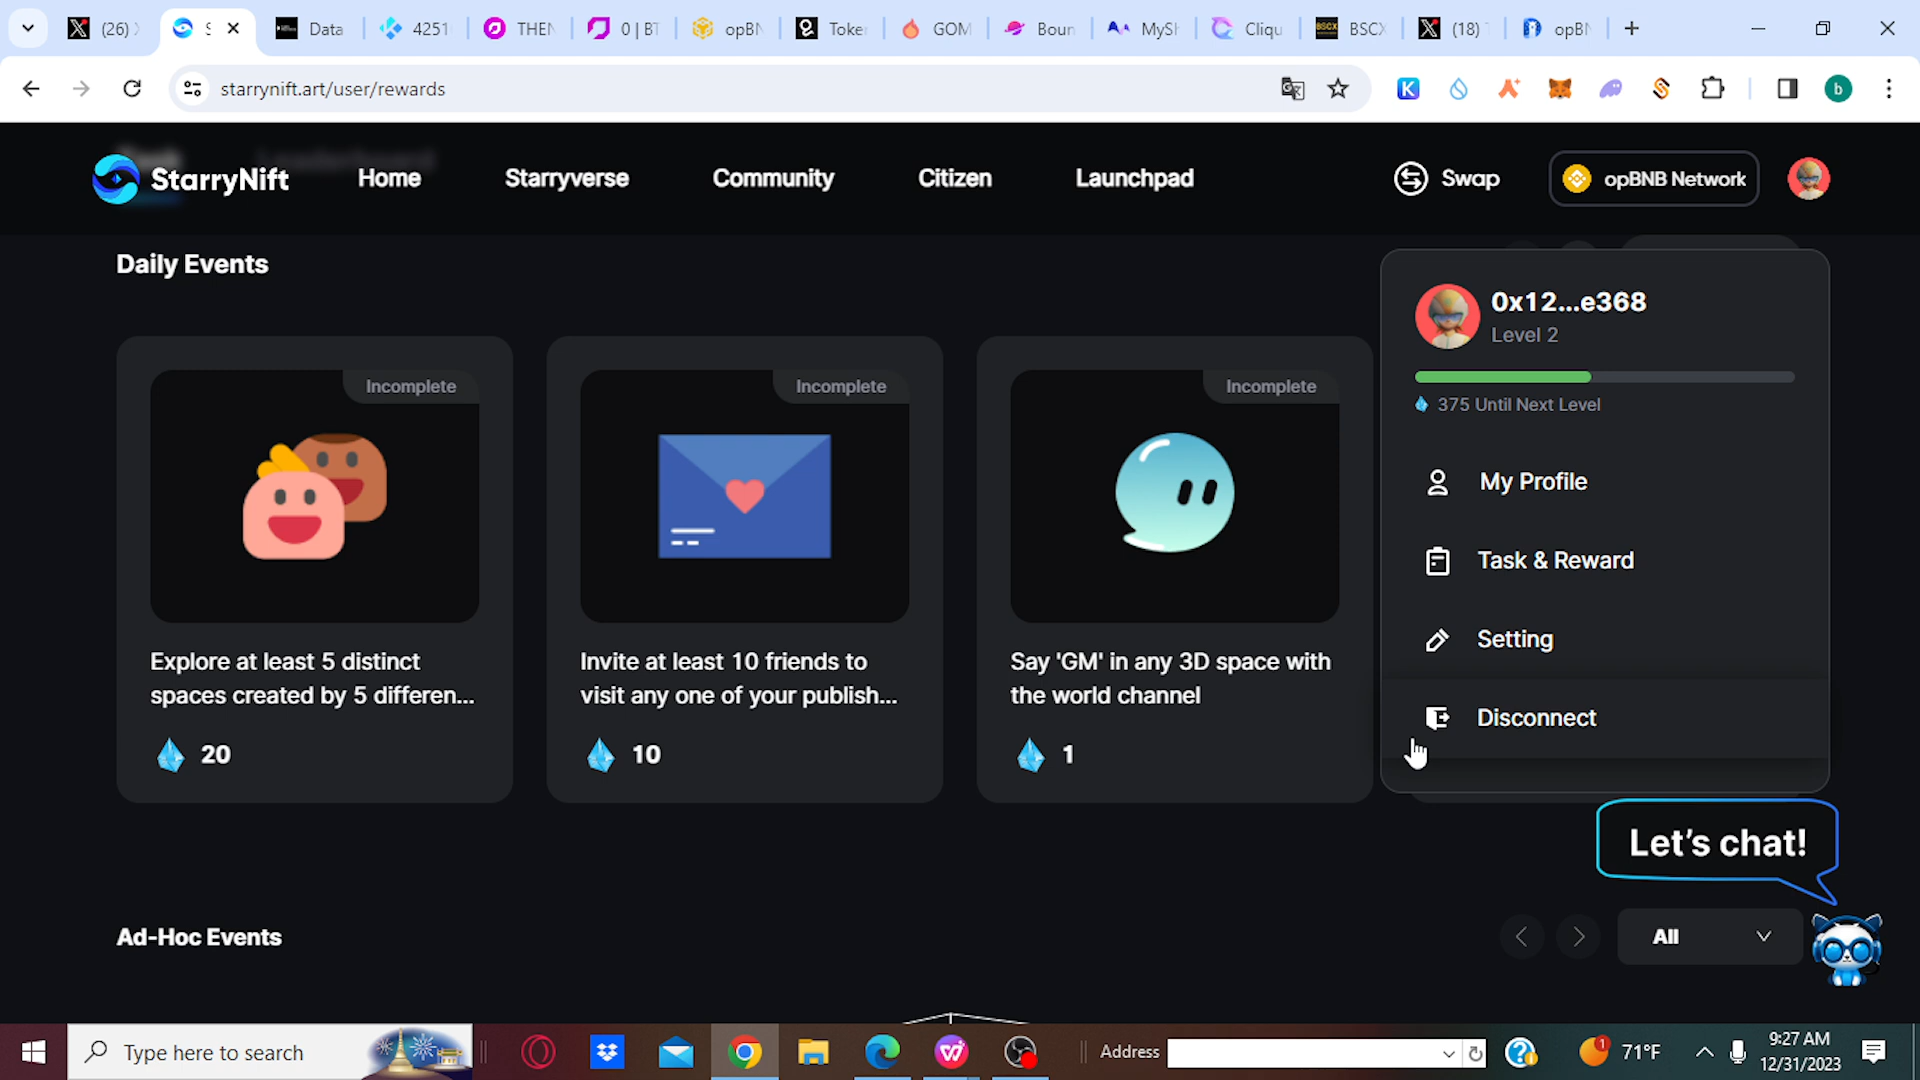 (26)
S
Data
4251
THEN
0 | BT
opBN
Toke
GOM
Boun
MySh
Cliqu
BSCX
BSCX
(18)
opBN
starrynift.art/user/rewards
K
b
StarryNift
Home
Starryverse
Community
Citizen
Launchpad
Swap
opBNB Network
Daily Events
0x12...e368
Level 2
375 Until Next Level
My Profile
Task & Reward
Setting
Disconnect
Incomplete
Incomplete
Incomplete
Explore at least 5 distinct
spaces created by 5 differen...
20
Invite at least 10 friends to
visit any one of your publish...
10
Say 'GM' in any 3D space with
the world channel
1
Let's chat!
Ad-Hoc Events
All
Type here to search
Address
1
71°F
9:27 AM
12/31/2023